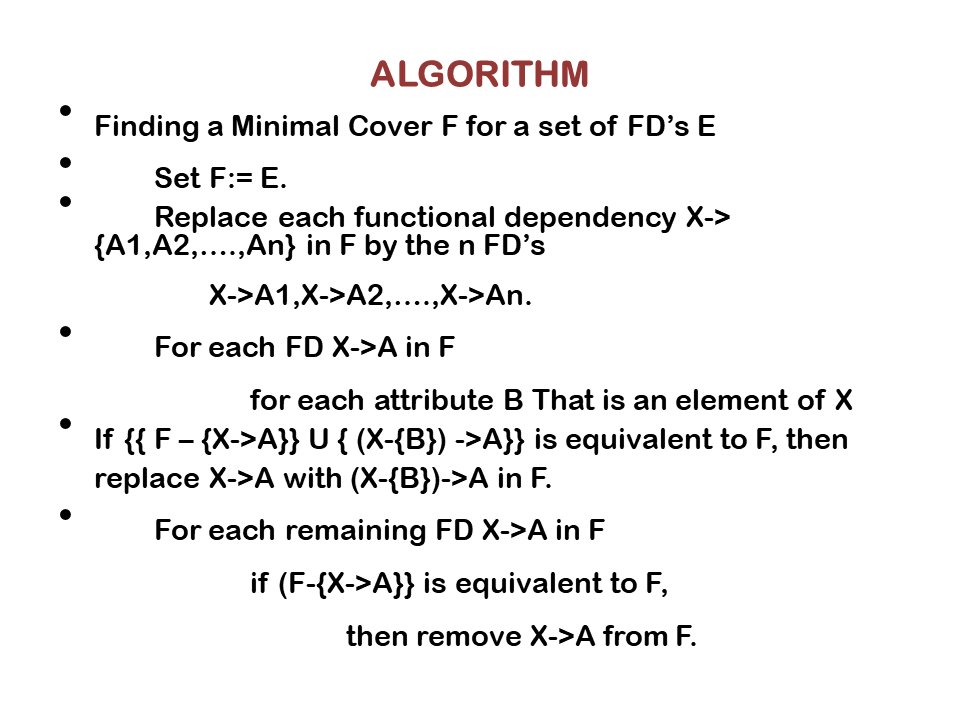 ALGORITHM
• Finding a Minimal Cover F for a set of FD’s E
• Set F:= E.
• Replace each functional dependency X->
{A1,A2,....,An} in F by the n FD’s
X->A1,X->A2,....,X->An.
• For each FD X->A in F
for each attribute B That is an element of X
• If {{ F – {X->A}} U { (X-{B}) ->A}} is equivalent to F, then
replace X->A with (X-{B})->A in F.
• For each remaining FD X->A in F
if (F-{X->A}} is equivalent to F,
then remove X->A from F.